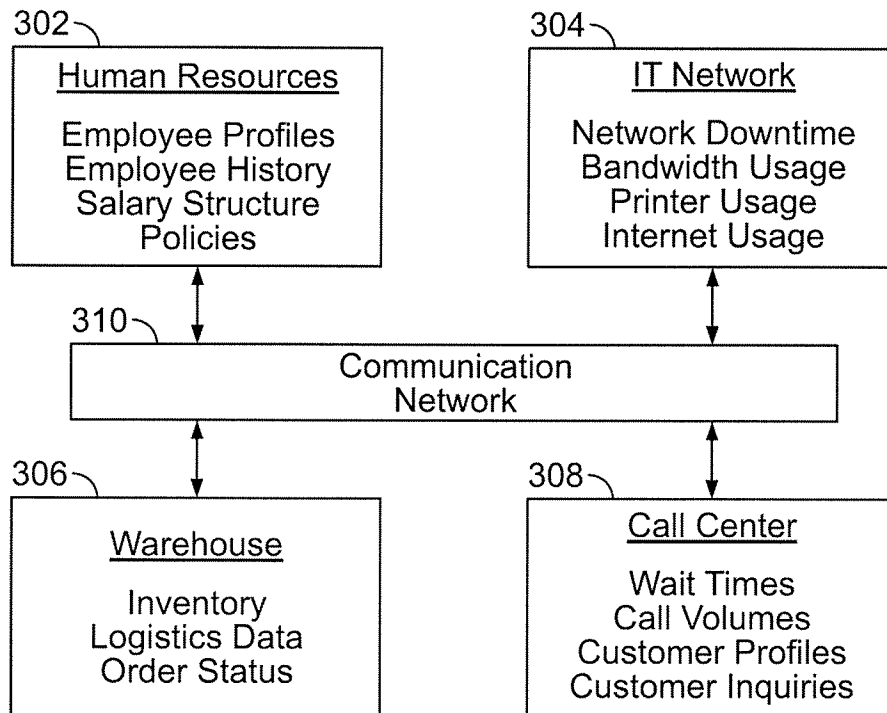 302
Human Resources
Employee Profiles
Employee History
Salary Structure
Policies
304
IT Network
Network Downtime
Bandwidth Usage
Printer Usage
Internet Usage
310
Communication
Network
306
Warehouse
Inventory
Logistics Data
Order Status
308
Call Center
Wait Times
Call Volumes
Customer Profiles
Customer Inquiries